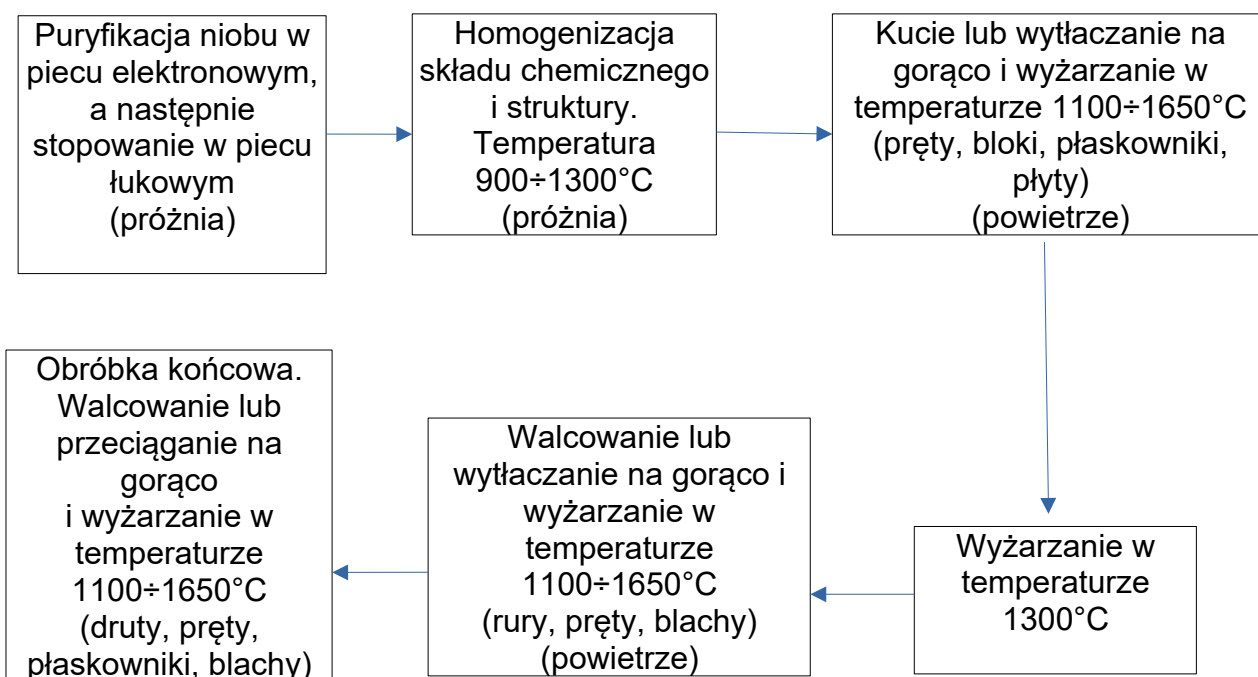 Puryfikacja niobu w
piecu elektronowym,
a następnie
stopowanie w piecu
łukowym
(próżnia)
Homogenizacja
składu chemicznego
i struktury.
Temperatura
900÷1300°C
(próżnia)
Kucie lub wytłaczanie na
gorąco i wyżarzanie w
temperaturze 1100÷1650°C
(pręty, bloki, płaskowniki,
płyty)
(powietrze)
Wyżarzanie w
temperaturze
1300°C
Walcowanie lub
wytłaczanie na gorąco i
wyżarzanie w
temperaturze
1100÷1650°C
(rury, pręty, blachy)
(powietrze)
Obróbka końcowa.
Walcowanie lub
przeciąganie na
gorąco
i wyżarzanie w
temperaturze
1100÷1650°C
(druty, pręty,
płaskowniki, blachy)